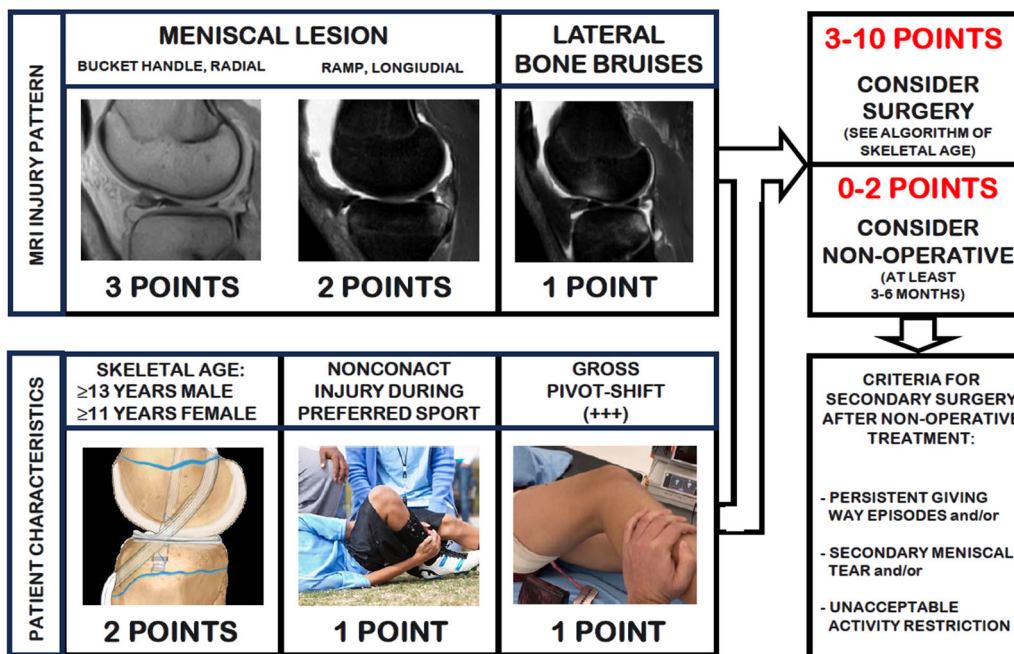 MRI INJURY PATTERN
MENISCAL LESION
BUCKET HANDLE, RADIAL
RAMP, LONGIUDIAL
LATERAL
BONE BRUISES
3 POINTS
2 POINTS
1 POINT
PATIENT CHARACTERISTICS
SKELETAL AGE:
≥13 YEARS MALE
≥11 YEARS FEMALE
NONCONACT
INJURY DURING
PREFERRED SPORT
GROSS
PIVOT-SHIFT
(+++)
2 POINTS
1 POINT
1 POINT
3-10 POINTS
CONSIDER
SURGERY
(SEE ALGORITHM OF
SKELETAL AGE)
0-2 POINTS
CONSIDER
NON-OPERATIVE
(AT LEAST
3-6 MONTHS)
CRITERIA FOR
SECONDARY SURGERY
AFTER NON-OPERATIVE
TREATMENT:
- PERSISTENT GIVING
WAY EPISODES and/or
- SECONDARY MENISCAL
TEAR and/or
- UNACCEPTABLE
ACTIVITY RESTRICTION